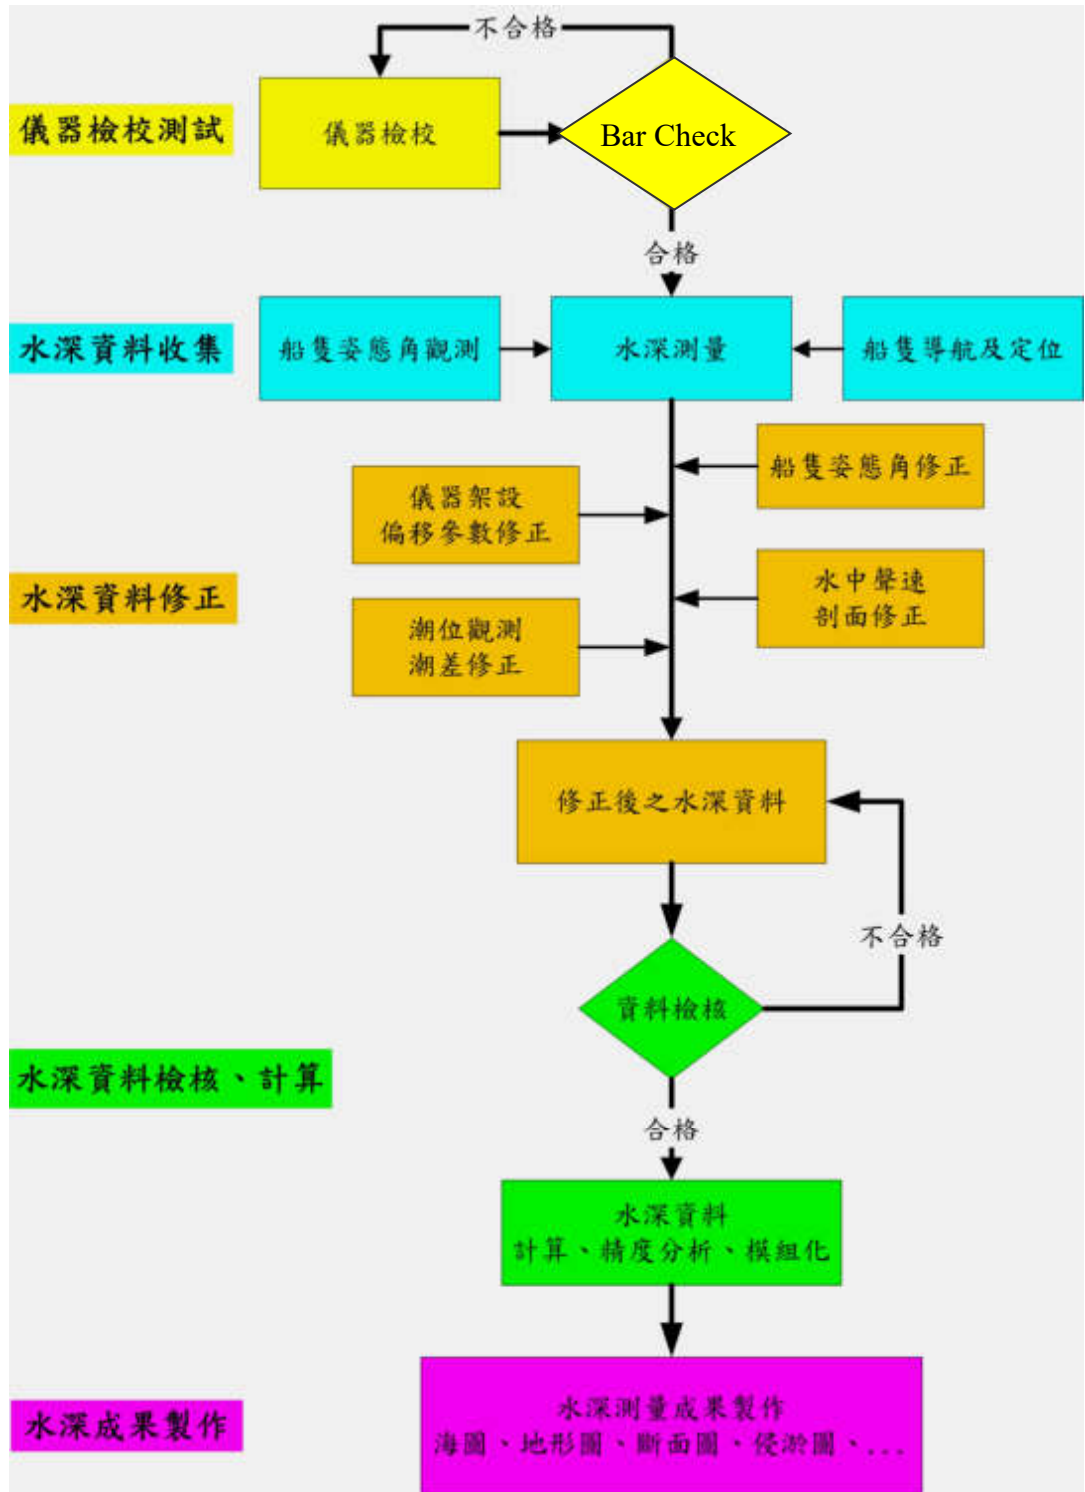 不合格
儀器檢校測試
儀器檢校
Bar Check
合格
水深資料收集
船隻姿態角觀測
水深測量
船隻導航及定位
船隻姿態角修正
儀器架設
偏移參數修正
水深資料修正
水中聲速
剖面修正
潮位觀測
潮差修正
修正後之水深資料
不合格
資料檢核
水深資料檢核、計算
合格
水深資料
計算、精度分析、模組化
水深成果製作
水深測量成果製作
海圖、地形圖、斷面圖、侵淤圖、...